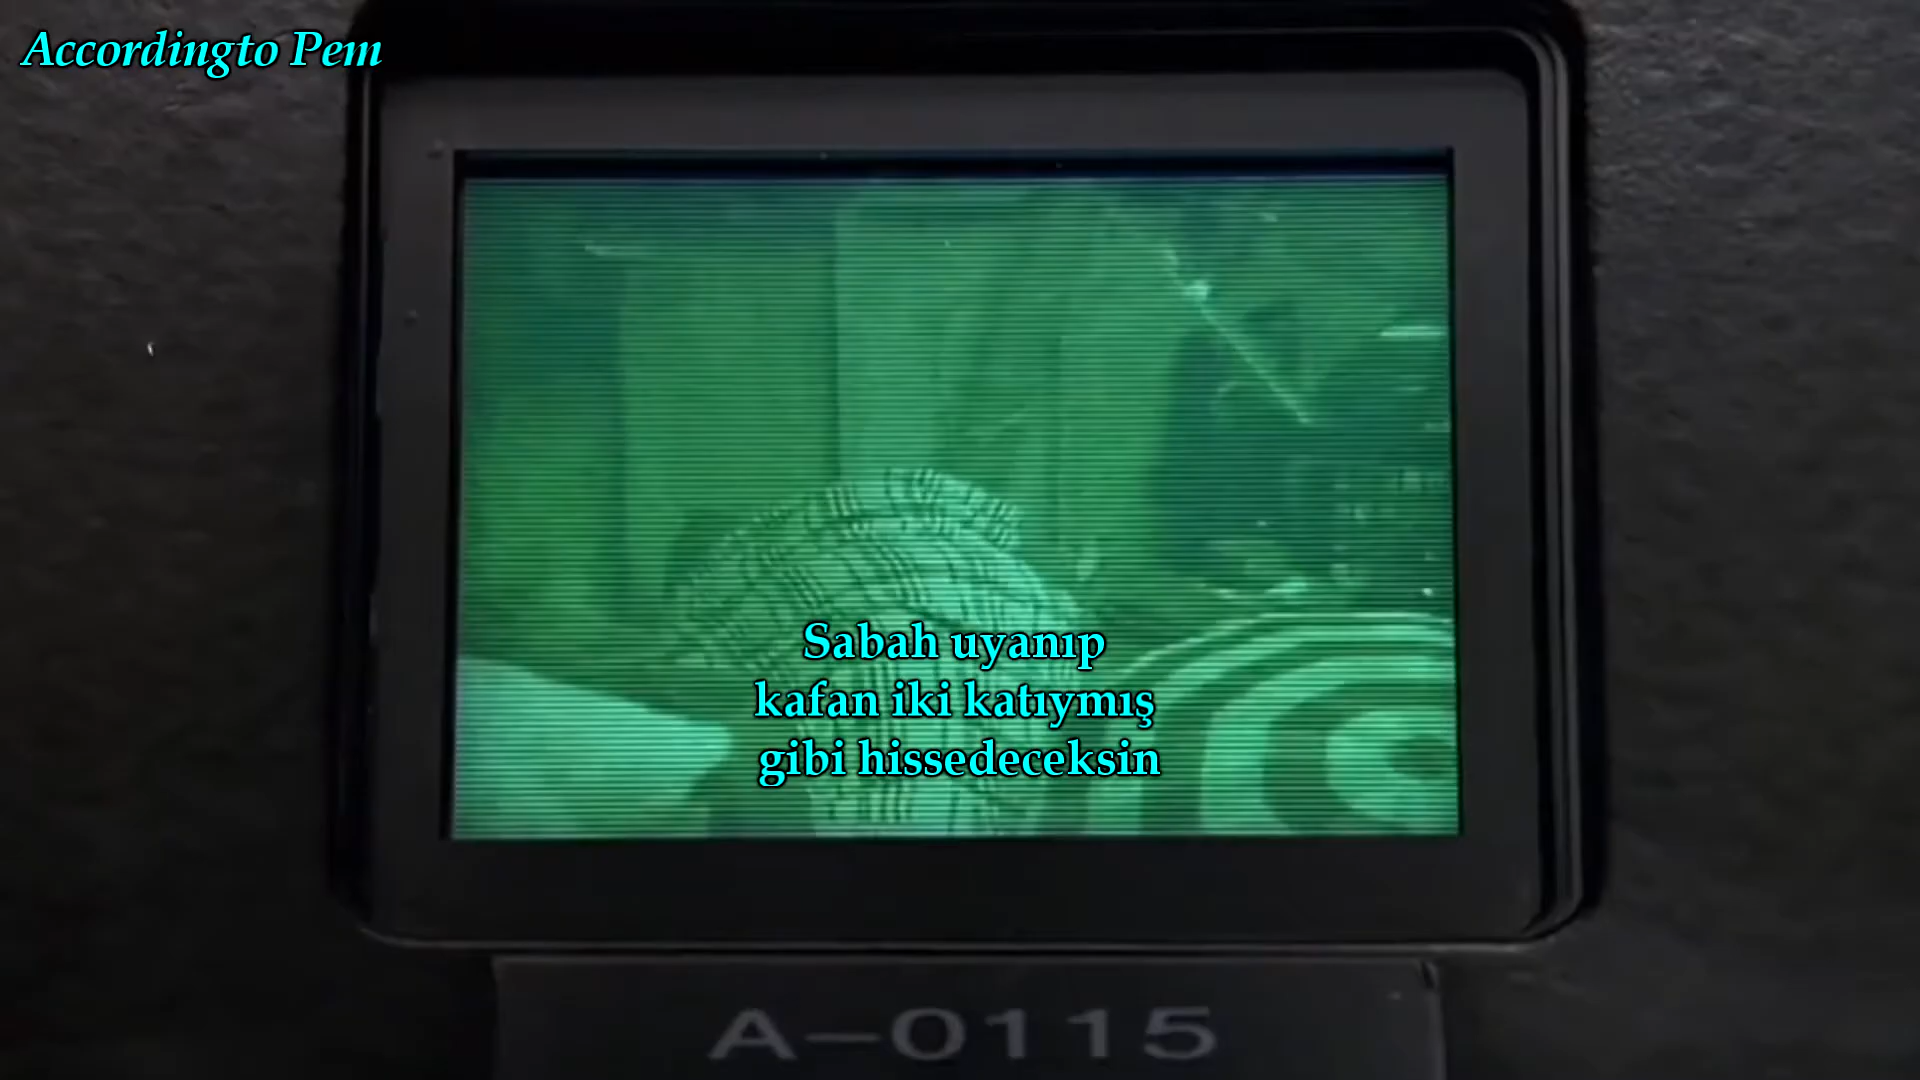 Accordingto Pem
Sabah uyanıp
kafan iki katıymış
gibi hissedeceksin
A-0115